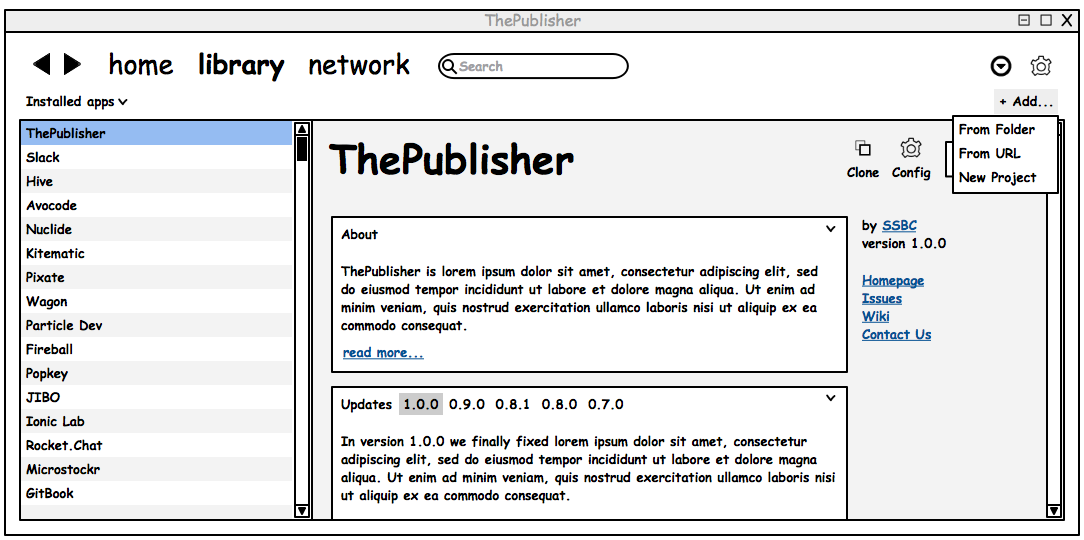 ThePublisher
home library network Search
Installed apps
+ Add...
From Folder
From URL
New Project
ThePublisher
Slack
Hive
Avocode
Nuclide
Kitematic
Pixate
Wagon
Particle Dev
Fireball
Popkey
JIBO
Ionic Lab
Rocket.Chat
Microstockr
GitBook
ThePublisher
Clone Config
About
ThePublisher is lorem ipsum dolor sit amet, consectetur adipiscing elit, sed
do eiusmod tempor incididunt ut labore et dolore magna aliqua. Ut enim ad
minim veniam, quis nostrud exercitation ullamco laboris nisi ut aliquip ex ea
commodo consequat.
read more...
by SSBC
version 1.0.0
Homepage
Issues
Wiki
Contact Us
Updates 1.0.0 0.9.0 0.8.1 0.8.0 0.7.0
In version 1.0.0 we finally fixed lorem ipsum dolor sit amet, consectetur
adipiscing elit, sed do eiusmod tempor incididunt ut labore et dolore magna
aliqua. Ut enim ad minim veniam, quis nostrud exercitation ullamco laboris nisi
ut aliquip ex ea commodo consequat.